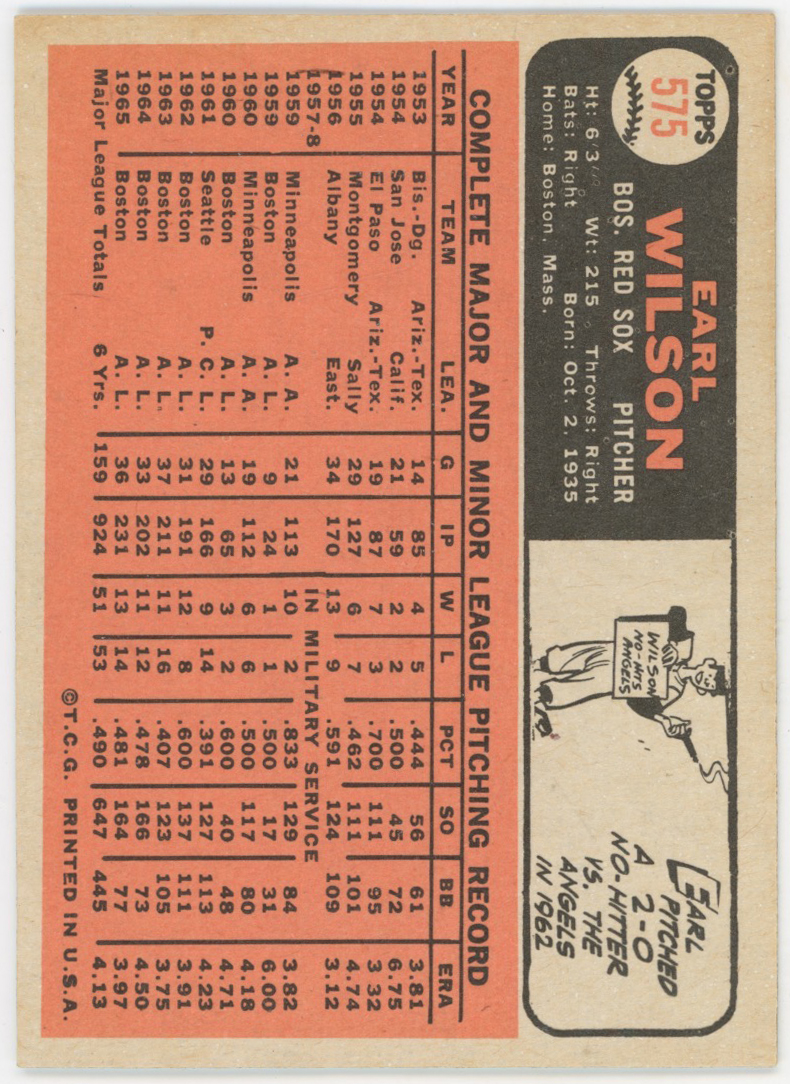 TOPPS
575
EARL
WILSON
BOS. RED SOX PITCHER
Ht: 6'3" Wt: 215 Throws: Right
Bats: Right Born: Oct. 2, 1935
Home: Boston, Mass.
WILSON
NO-HITS
ANGELS
EARL
PITCHED
A 2-0
NO-HITTER
VS. THE
ANGELS
IN 1962
COMPLETE MAJOR AND MINOR LEAGUE PITCHING RECORD
YEAR TEAM LEA. G IP W L PCT SO BB ERA
1953 Bis.-Dg. Ariz.-Tex. 14 85 4 5 .444 56 61 3.81
1954 San Jose Calif. 21 59 2 2 .500 45 72 6.75
1954 El Paso Ariz.-Tex. 19 87 7 3 .700 111 95 3.32
1955 Montgomery Sally 29 127 6 7 .462 111 101 4.74
1956 Albany East. 34 170 13 9 .591 124 109 3.12
1957-8 IN MILITARY SERVICE
1959 Minneapolis A. A. 21 113 10 2 .833 129 84 3.82
1959 Boston A. L. 9 24 1 1 .500 17 31 6.00
1960 Minneapolis A. A. 19 112 6 6 .500 117 80 4.18
1960 Boston A. L. 13 65 3 2 .600 40 48 4.71
1961 Seattle P. C. L. 29 166 9 14 .391 127 113 4.23
1962 Boston A. L. 31 191 12 8 .600 137 111 3.91
1963 Boston A. L. 37 211 11 16 .407 123 105 3.75
1964 Boston A. L. 33 202 11 12 .478 166 73 4.50
1965 Boston A. L. 36 231 13 14 .481 164 77 3.97
Major League Totals 6 Yrs. 159 924 51 53 .490 647 445 4.13
©T.C.G. PRINTED IN U.S.A.